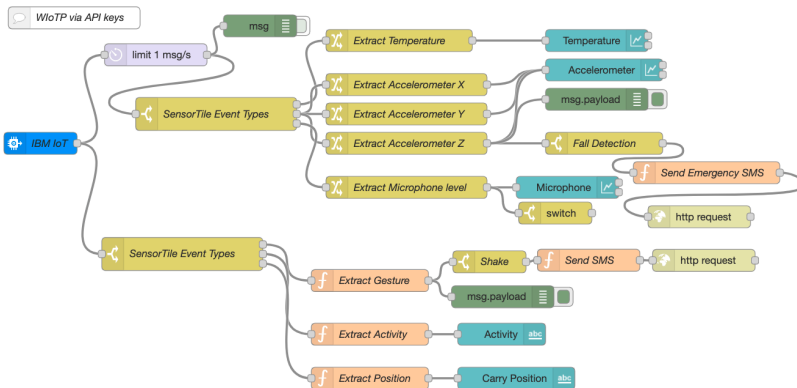 WIoTP via API keys
msg
limit 1 msg/s
Extract Temperature
Temperature
Extract Accelerometer X
Accelerometer
SensorTile Event Types
Extract Accelerometer Y
msg.payload
IBM IoT
Extract Accelerometer Z
Fall Detection
Send Emergency SMS
Extract Microphone level
Microphone
switch
http request
SensorTile Event Types
Extract Gesture
Shake
Send SMS
http request
msg.payload
Extract Activity
Activity
abc
Extract Position
Carry Position
abc